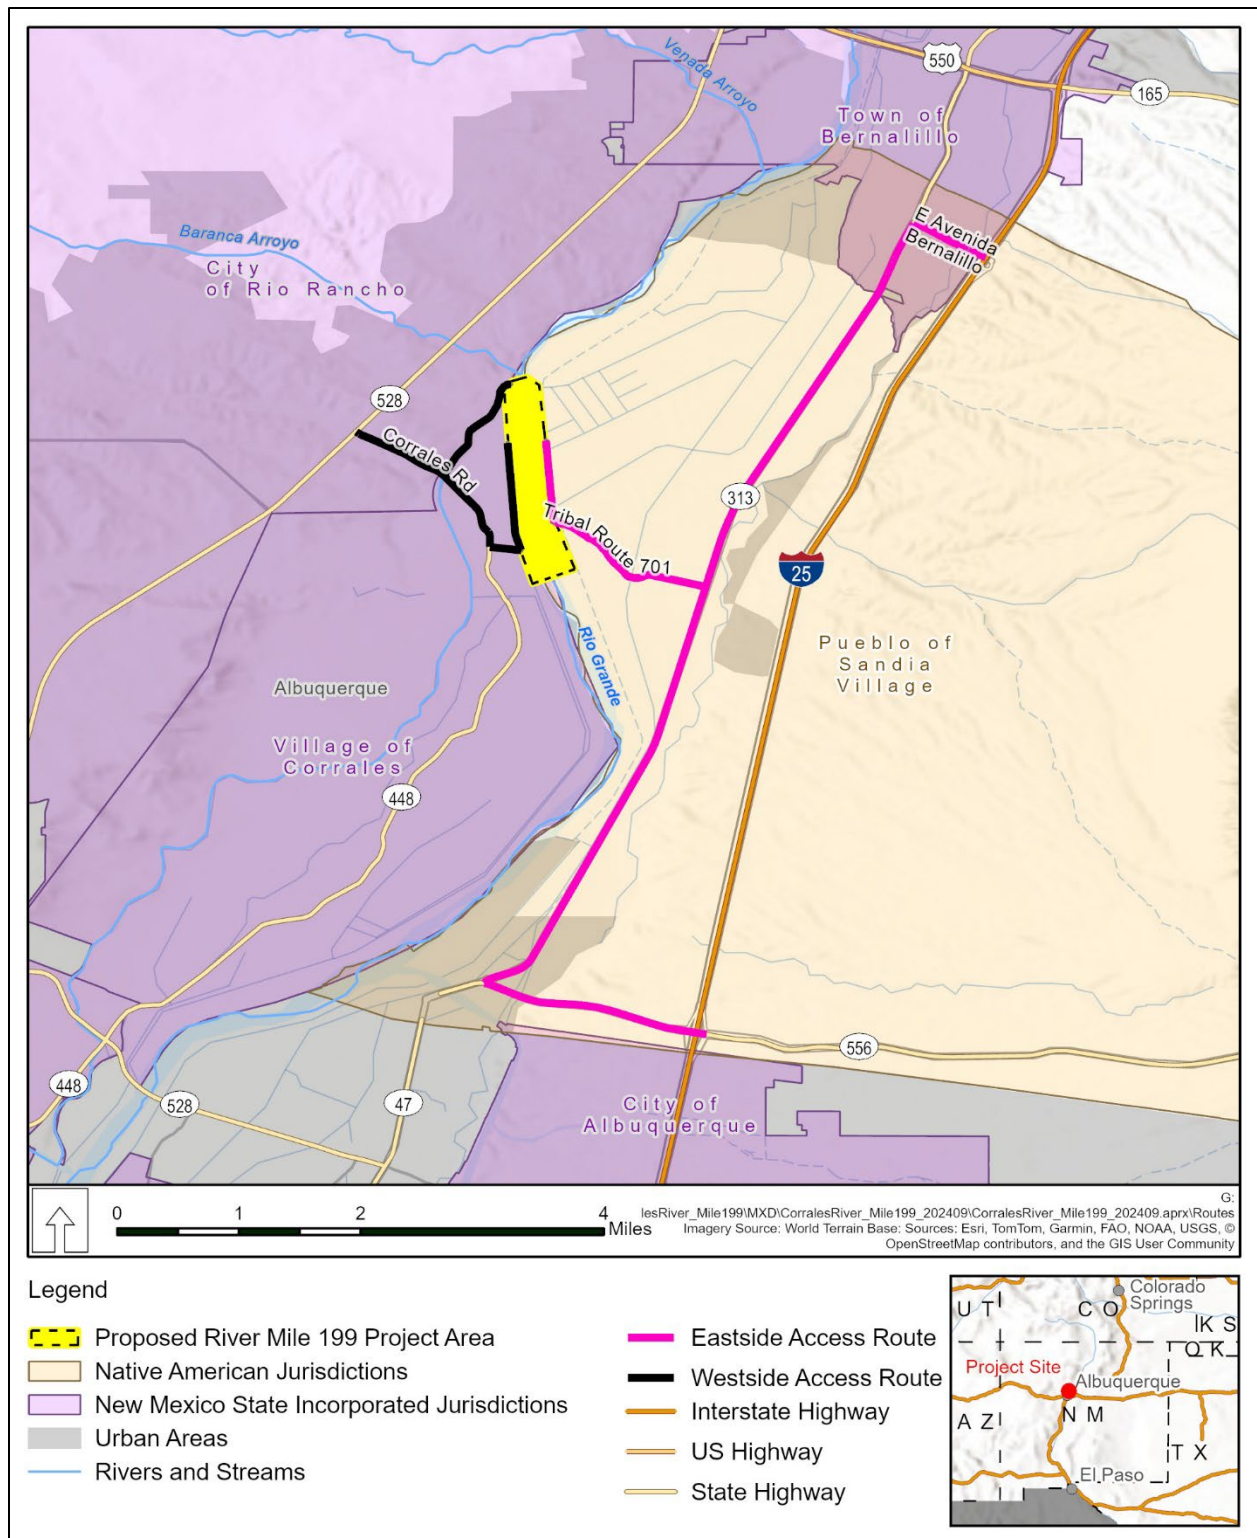 550
165
Venada Arroyo
Town of
Bernalillo
E Avenida
Bernalillo
Baranca Arroyo
City
of Rio Rancho
528
Corrales Rd
313
Tribal Route 701
25
Rio Grande
Pueblo of
Sandia
Village
Albuquerque
Village of
Corrales
448
556
448
528
47
City of
Albuquerque
0 1 2 4
Miles
G:
lesRiver_Mile199\MXD\CorralesRiver_Mile199_202409\CorralesRiver_Mile199_202409.aprx\Routes
Imagery Source: World Terrain Base: Sources: Esri, TomTom, Garmin, FAO, NOAA, USGS, ©
OpenStreetMap contributors, and the GIS User Community
Legend
Proposed River Mile 199 Project Area
Native American Jurisdictions
New Mexico State Incorporated Jurisdictions
Urban Areas
Rivers and Streams
Eastside Access Route
Westside Access Route
Interstate Highway
US Highway
State Highway
Colorado
Springs
UT
CO
KS
OK
Project Site
Albuquerque
AZ
NM
TX
El Paso